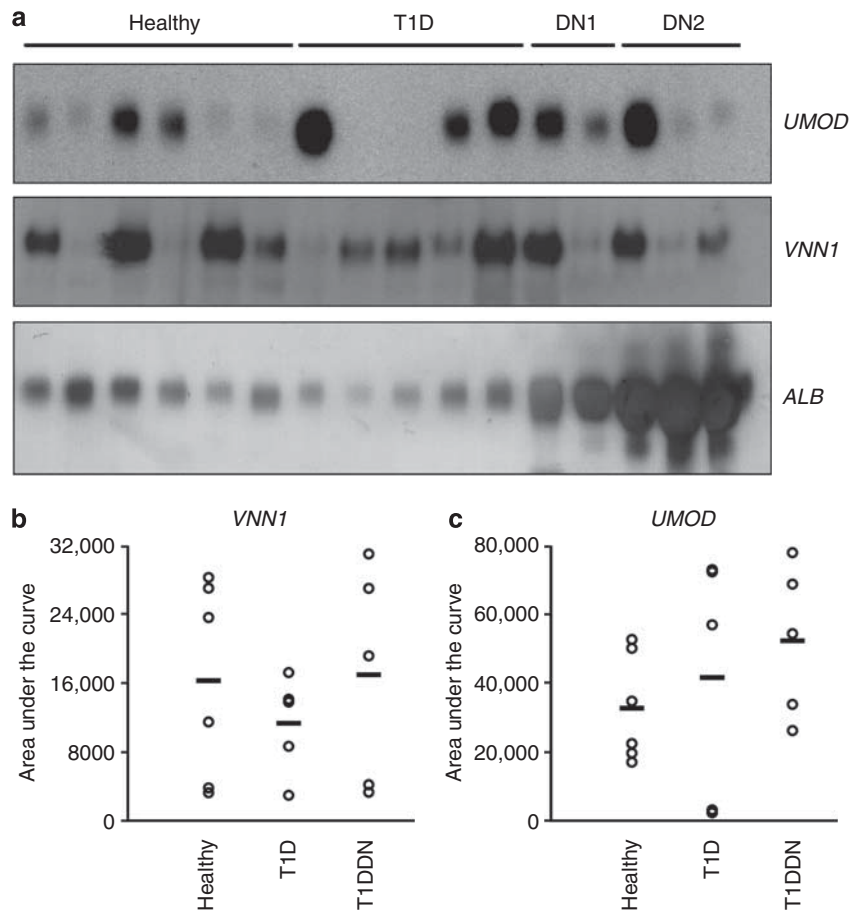 a
Healthy T1D DN1 DN2
UMOD
VNN1
ALB
b VNN1
Area under the curve
32,000
24,000
16,000
8000
0
Healthy T1D T1DDN
c UMOD
Area under the curve
80,000
60,000
40,000
20,000
0
Healthy T1D T1DDN